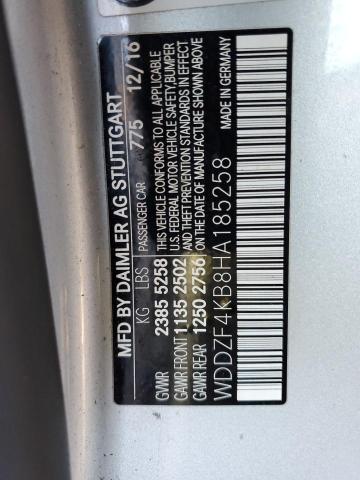 MFD BY DAIMLER AG STUTTGART
KG LBS PASSENGER CAR 775 12/16
GVWR 2385 5258 THIS VEHICLE CONFORMS TO ALL APPLICABLE
GAWR FRONT 1135 2502 U.S. FEDERAL MOTOR VEHICLE SAFETY,BUMPER
GAWR REAR 1250 2756 AND THEFT PREVENTION STANDARDS IN EFFECT
ON THE DATE OF MANUFACTURE SHOWN ABOVE
WDDZF4KB8HA185258 MADE IN GERMANY